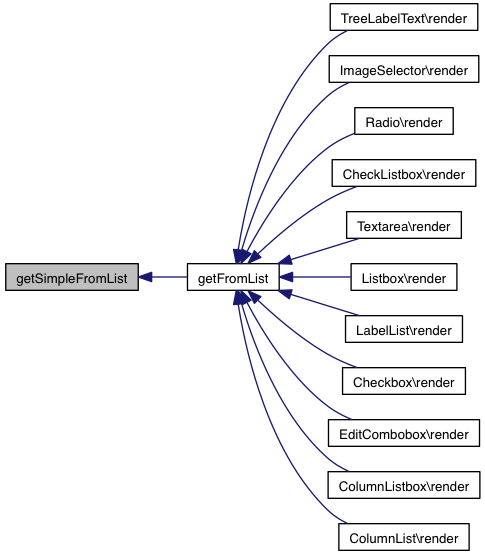 TreeLabelText\render
ImageSelector\render
Radio\render
CheckListbox\render
Textarea\render
getSimpleFromList
getFromList
Listbox\render
LabelList\render
Checkbox\render
EditCombobox\render
ColumnListbox\render
ColumnList\render